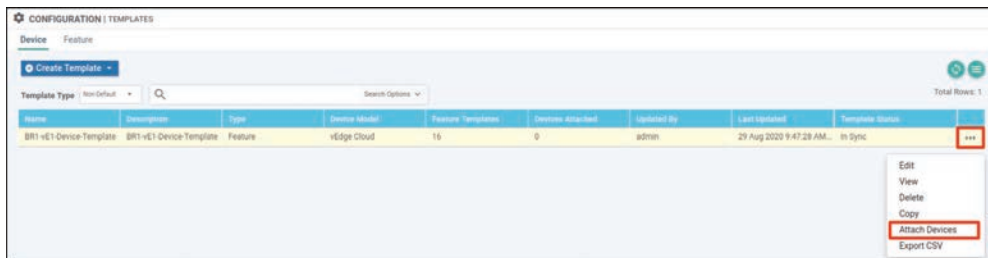 CONFIGURATION | TEMPLATES
Device Feature
Create Template
Template Type Non-Default Search Options
Total Rows: 1
Name Description Type Device Model Feature Templates Devices Attached Updated By Last Updated Template Status
BR1-vE1-Device-Template BR1-vE1-Device-Template Feature vEdge Cloud 16 0 admin 29 Aug 2020 9:47:28 AM... In Sync
Edit
View
Delete
Copy
Attach Devices
Export CSV